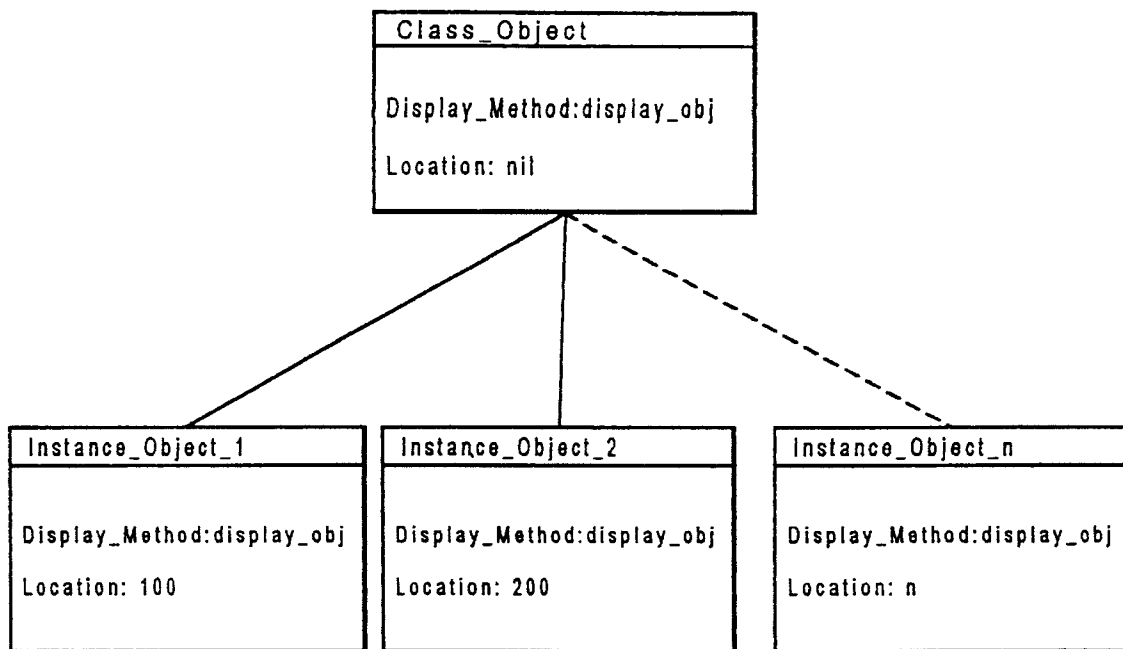 Class_Object
Display_Method:display_obj
Location: nil
Instance_Object_1
Display_Method:display_obj
Location: 100
Instance_Object_2
Display_Method:display_obj
Location: 200
Instance_Object_n
Display_Method:display_obj
Location: n